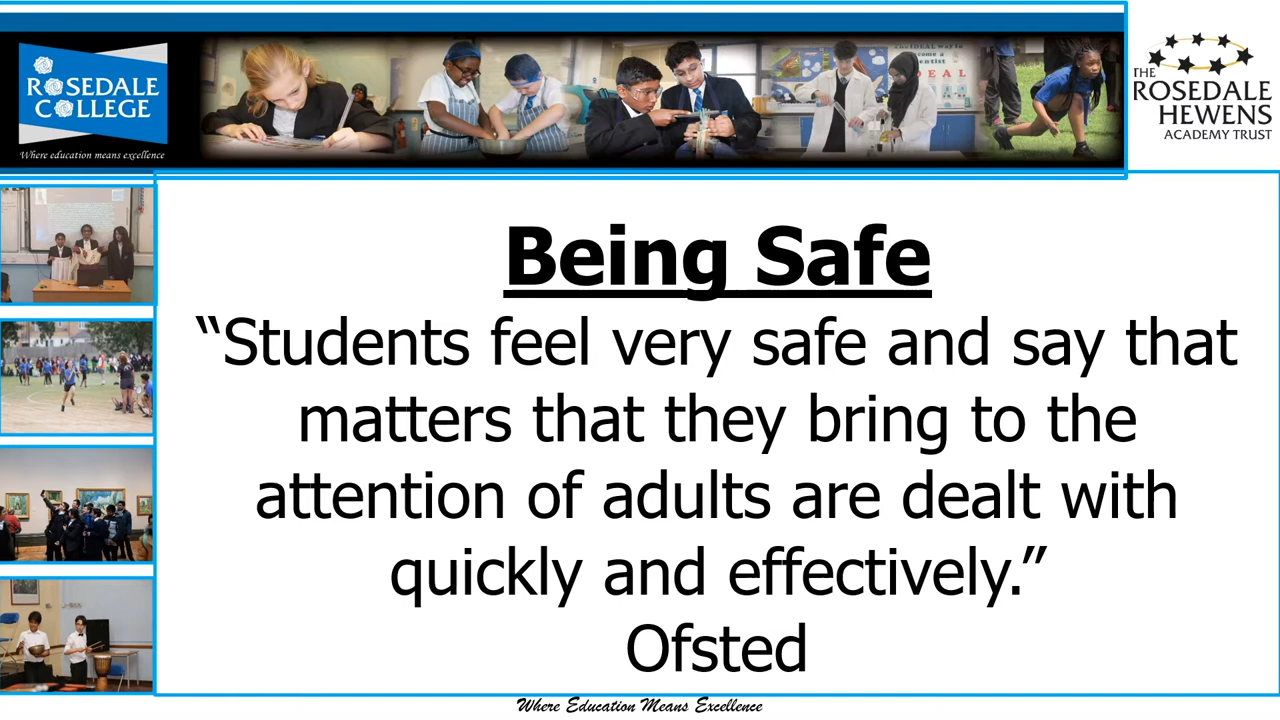 ROSEDALE
COLLEGE
Where education means excellence
THE
ROSEDALE
HEWENS
ACADEMY TRUST
Being Safe
“Students feel very safe and say that
matters that they bring to the
attention of adults are dealt with
quickly and effectively.”
Ofsted
Where Education Means Excellence